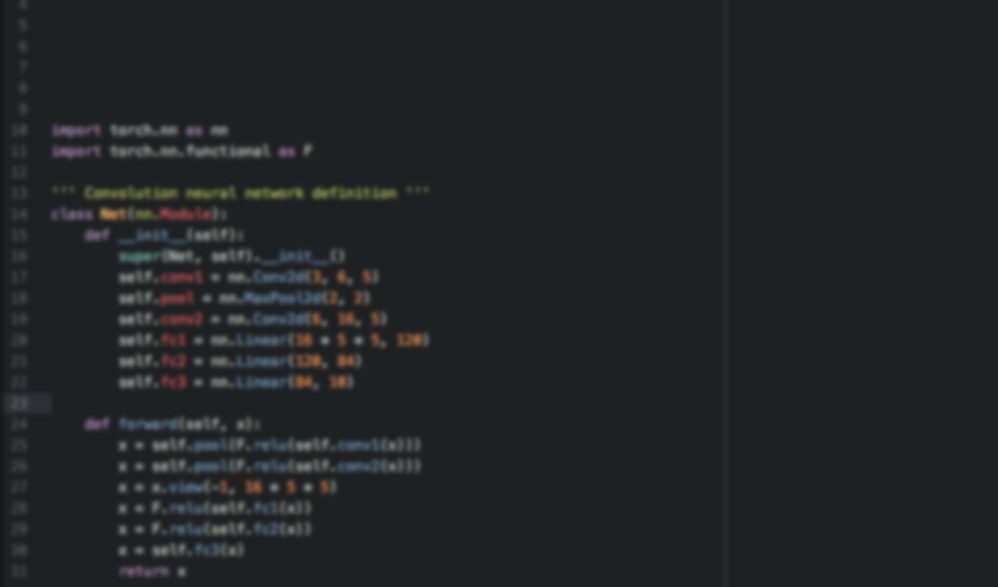 4
5
6
7
8
9
10 import torch.nn as nn
11 import torch.nn.functional as F
12
13 ''' Convolution neural network definition '''
14 class Net(nn.Module):
15     def __init__(self):
16         super(Net, self).__init__()
17         self.conv1 = nn.Conv2d(3, 6, 5)
18         self.pool = nn.MaxPool2d(2, 2)
19         self.conv2 = nn.Conv2d(6, 16, 5)
20         self.fc1 = nn.Linear(16 * 5 * 5, 120)
21         self.fc2 = nn.Linear(120, 84)
22         self.fc3 = nn.Linear(84, 10)
23
24     def forward(self, x):
25         x = self.pool(F.relu(self.conv1(x)))
26         x = self.pool(F.relu(self.conv2(x)))
27         x = x.view(-1, 16 * 5 * 5)
28         x = F.relu(self.fc1(x))
29         x = F.relu(self.fc2(x))
30         x = self.fc3(x)
31         return x